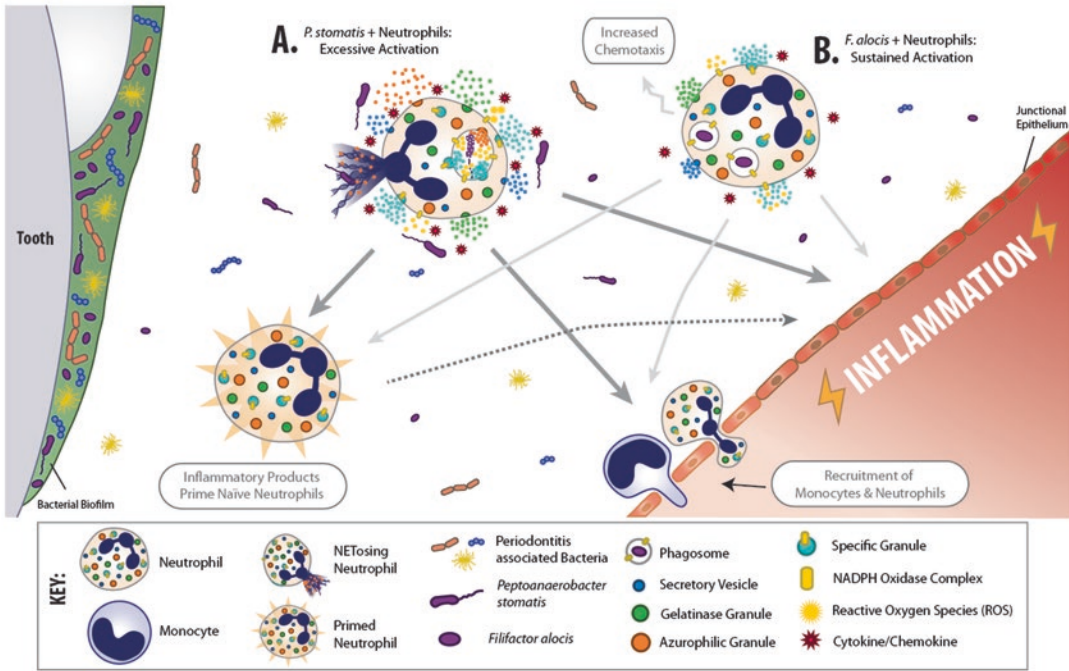 A.
P. stomatis + Neutrophils:
Excessive Activation
Increased
Chemotaxis
B.
F. alocis + Neutrophils:
Sustained Activation
Junctional
Epithelium
Tooth
INFLAMMATION
Inflammatory Products
Prime Naïve Neutrophils
Recruitment of
Monocytes & Neutrophils
Bacterial Biofilm
KEY:
Neutrophil
Monocyte
NETosing
Neutrophil
Primed
Neutrophil
Periodontitis
associated Bacteria
Peptoanaerobacter
stomatis
Filifactor alocis
Phagosome
Secretory Vesicle
Gelatinase Granule
Azurophilic Granule
Specific Granule
NADPH Oxidase Complex
Reactive Oxygen Species (ROS)
Cytokine/Chemokine